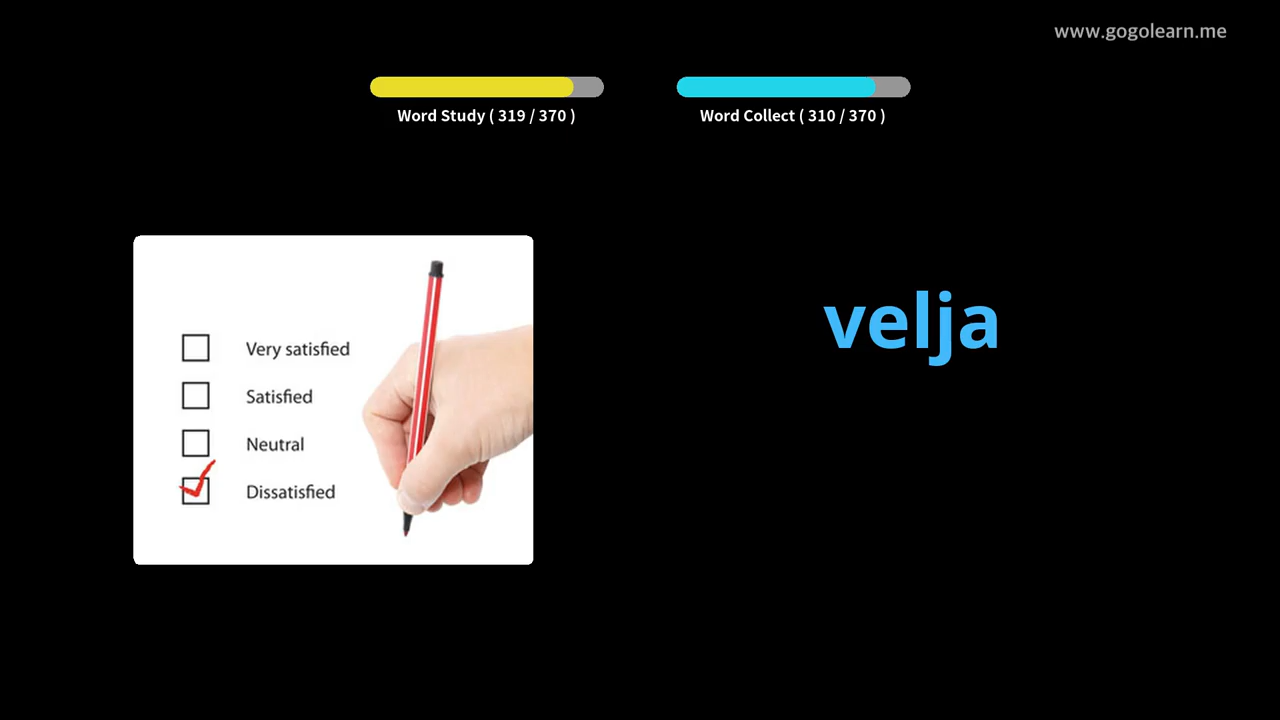 www.gogolearn.me
Word Study ( 319 / 370 )
Word Collect ( 310 / 370 )
Very satisfied
Satisfied
Neutral
Dissatisfied
velja